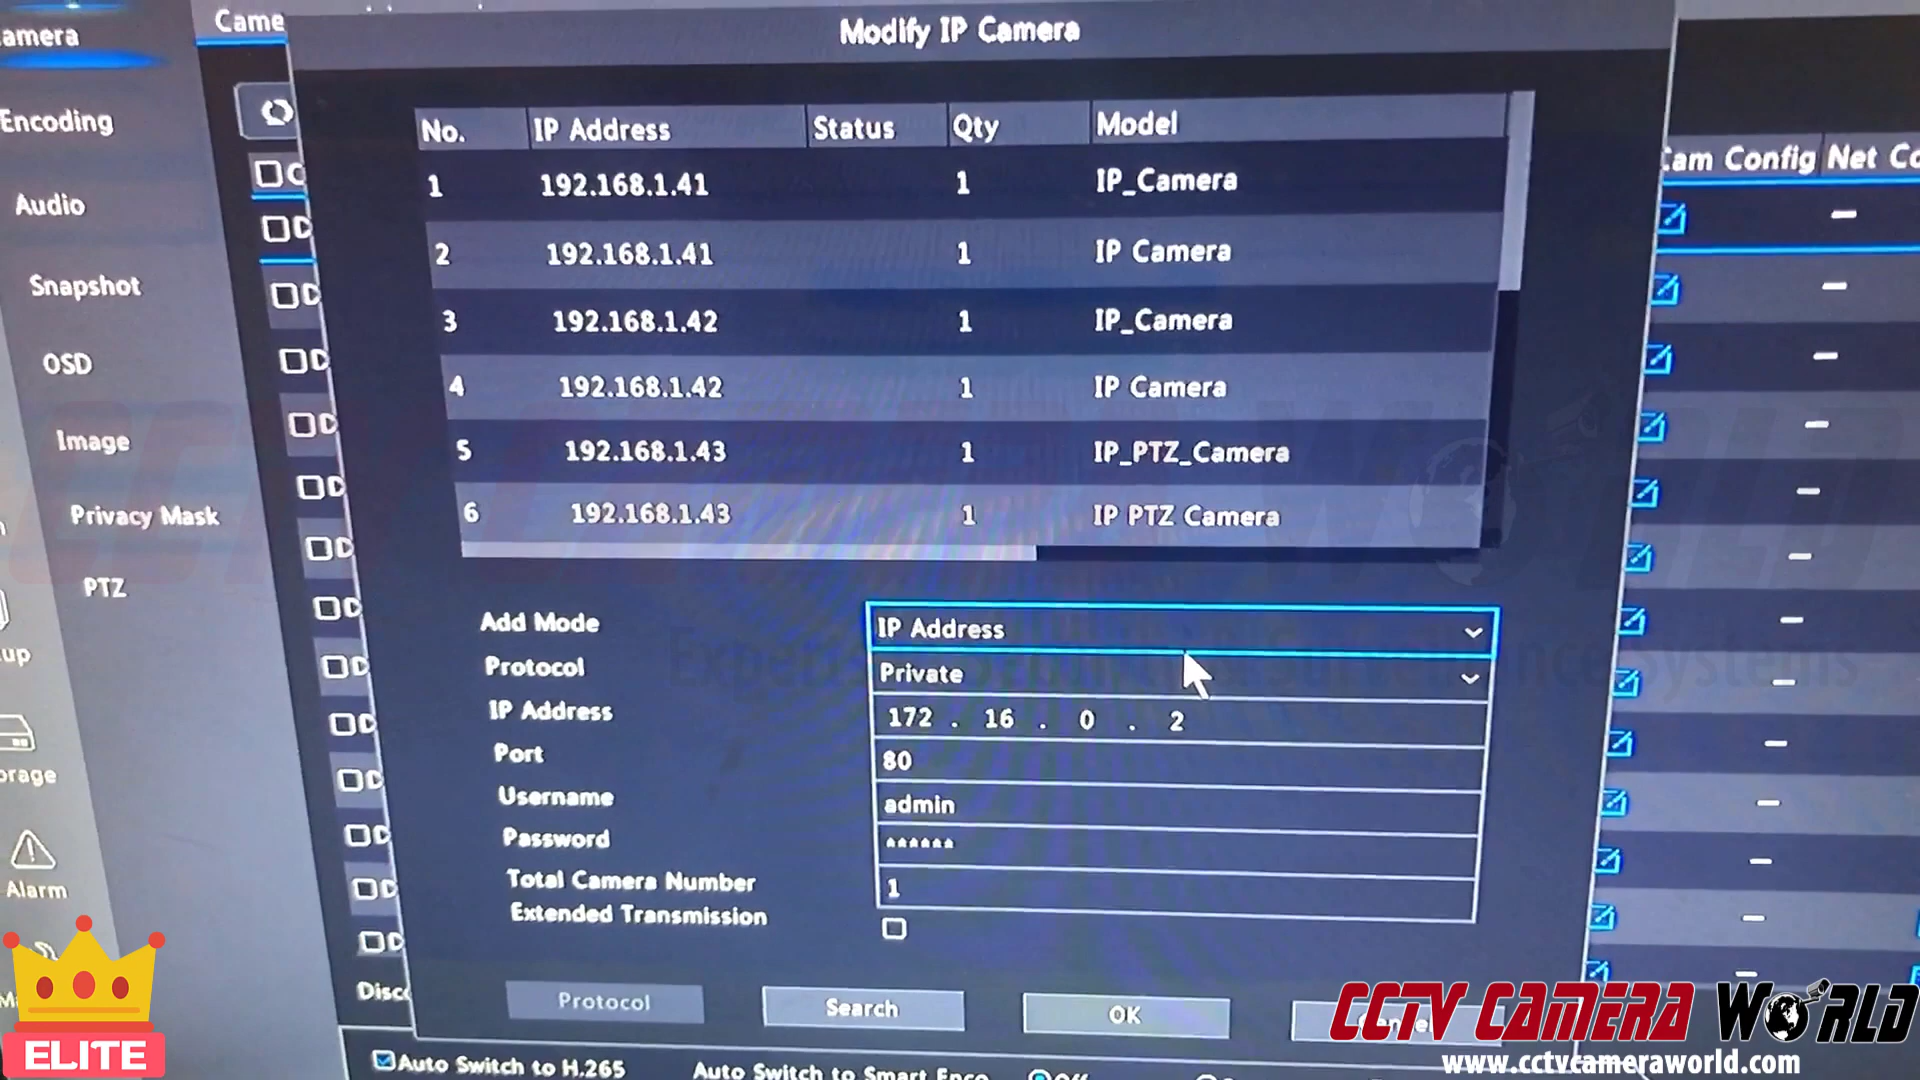 Modify IP Camera
amera
Came
Encoding
Audio
Snapshot
OSD
Image
Privacy Mask
PTZ
up
orage
Alarm
No. IP Address Status Qty Model
1 192.168.1.41 1 IP_Camera
2 192.168.1.41 1 IP Camera
3 192.168.1.42 1 IP_Camera
4 192.168.1.42 1 IP Camera
5 192.168.1.43 1 IP_PTZ_Camera
6 192.168.1.43 1 IP PTZ Camera
Cam Config Net Co
Add Mode IP Address
Protocol Private
IP Address 172 . 16 . 0 . 2
Port 80
Username admin
Password ******
Total Camera Number 1
Extended Transmission
Protocol Search OK
Disco
Auto Switch to H.265 Auto Switch to Smart Enco Off
ELITE
CCTV CAMERA WORLD
www.cctvcameraworld.com